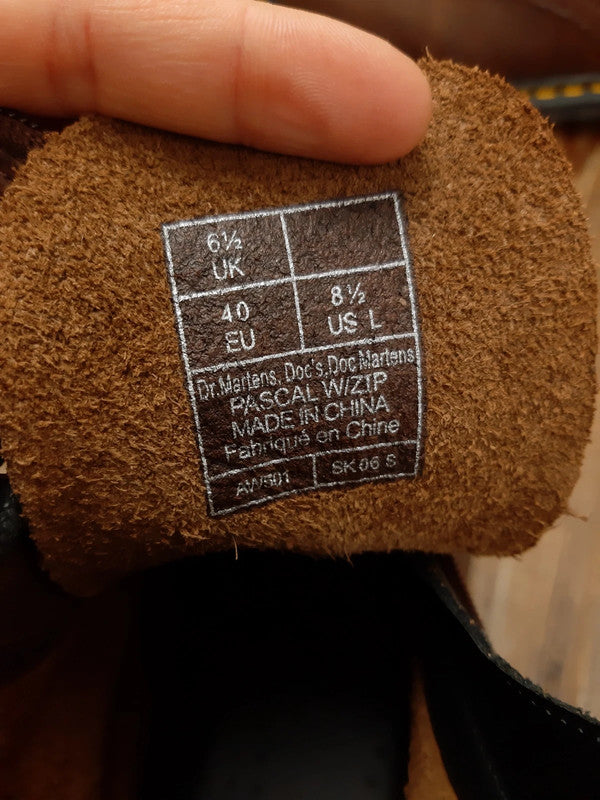 6½
UK
40
EU
8½
US L
Dr.Martens, Doc's, Doc Martens
PASCAL W/ZIP
MADE IN CHINA
Fabriqué en Chine
AW501
SK 06 S